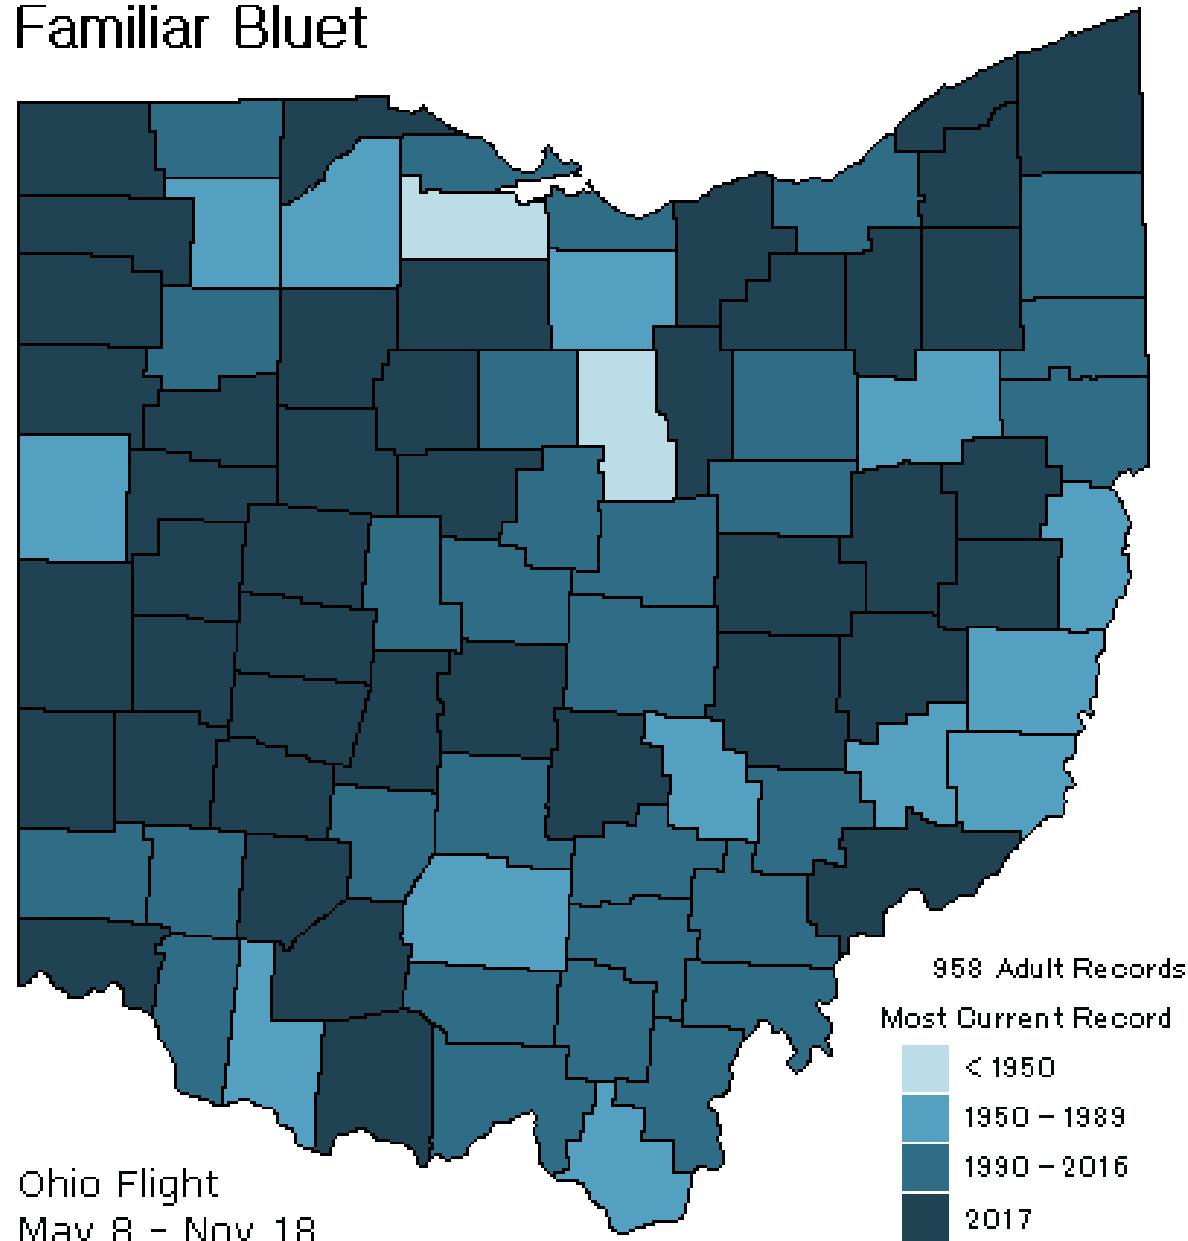 Familiar Bluet
958 Adult Records
Most Current Record
< 1950
1950 – 1989
1990 – 2016
2017
Ohio Flight
May 8 – Nov 18